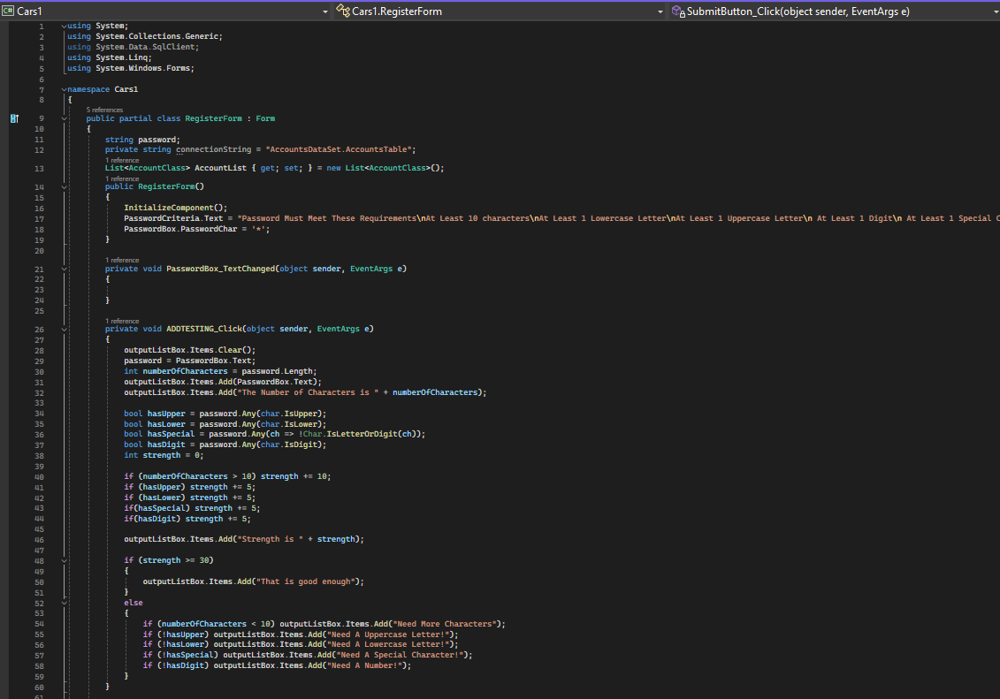 C# Cars1 Cars1.RegisterForm SubmitButton_Click(object sender, EventArgs e)
1 using System;
2 using System.Collections.Generic;
3 using System.Data.SqlClient;
4 using System.Linq;
5 using System.Windows.Forms;
6
7 namespace Cars1
8 {
5 references
9 public partial class RegisterForm : Form
10 {
11 string password;
12 private string connectionString = "AccountsDataSet.AccountsTable";
1 reference
13 List<AccountClass> AccountList { get; set; } = new List<AccountClass>();
1 reference
14 public RegisterForm()
15 {
16 InitializeComponent();
17 PasswordCriteria.Text = "Password Must Meet These Requirements\nAt Least 10 characters\nAt Least 1 Lowercase Letter\nAt Least 1 Uppercase Letter\n At Least 1 Digit\n At Least 1 Special C
18 PasswordBox.PasswordChar = '*';
19 }
20
1 reference
21 private void PasswordBox_TextChanged(object sender, EventArgs e)
22 {
23
24 }
25
1 reference
26 private void ADDTESTING_Click(object sender, EventArgs e)
27 {
28 outputListBox.Items.Clear();
29 password = PasswordBox.Text;
30 int numberOfCharacters = password.Length;
31 outputListBox.Items.Add(PasswordBox.Text);
32 outputListBox.Items.Add("The Number of Characters is " + numberOfCharacters);
33
34 bool hasUpper = password.Any(char.IsUpper);
35 bool hasLower = password.Any(char.IsLower);
36 bool hasSpecial = password.Any(ch => !Char.IsLetterOrDigit(ch));
37 bool hasDigit = password.Any(char.IsDigit);
38 int strength = 0;
39
40 if (numberOfCharacters > 10) strength += 10;
41 if (hasUpper) strength += 5;
42 if (hasLower) strength += 5;
43 if(hasSpecial) strength += 5;
44 if(hasDigit) strength += 5;
45
46 outputListBox.Items.Add("Strength is " + strength);
47
48 if (strength >= 30)
49 {
50 outputListBox.Items.Add("That is good enough");
51 }
52 else
53 {
54 if (numberOfCharacters < 10) outputListBox.Items.Add("Need More Characters");
55 if (!hasUpper) outputListBox.Items.Add("Need A Uppercase Letter!");
56 if (!hasLower) outputListBox.Items.Add("Need A Lowercase Letter!");
57 if (!hasSpecial) outputListBox.Items.Add("Need A Special Character!");
58 if (!hasDigit) outputListBox.Items.Add("Need A Number!");
59 }
60 }
61